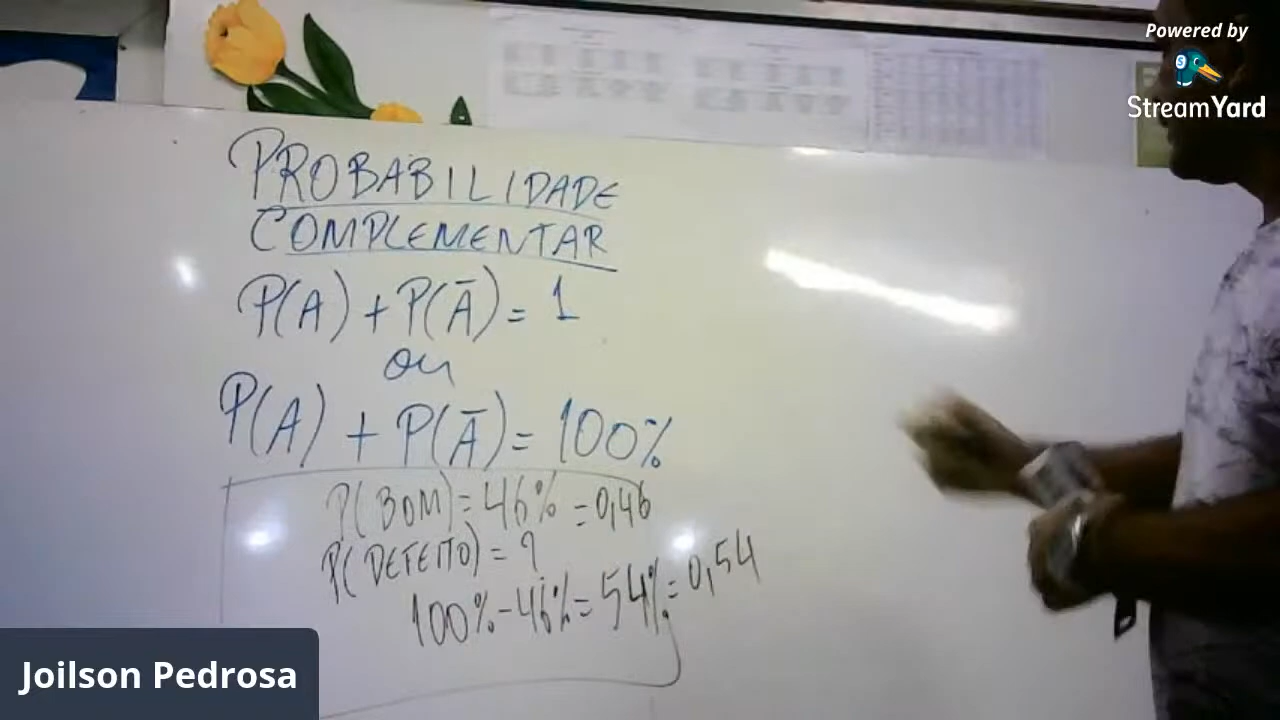 Powered by
StreamYard
PROBABILIDADE
COMPLEMENTAR
P(A) + P(Ā) = 1
ou
P(A) + P(Ā) = 100%
P(BOM) = 46% = 0,46
P(DEFEITO) = ?
100% - 46% = 54% = 0,54
Joilson Pedrosa